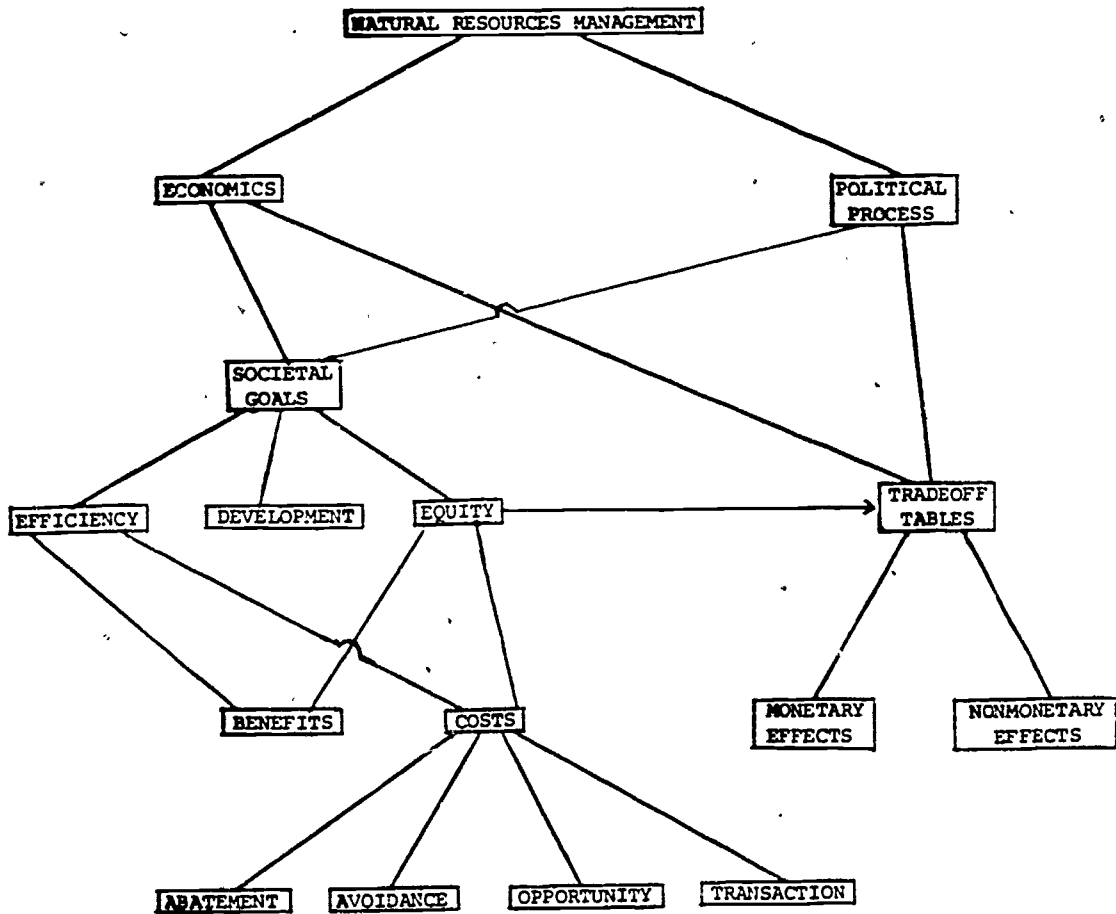 NATURAL RESOURCES MANAGEMENT
ECONOMICS
POLITICAL
PROCESS
SOCIETAL
GOALS
EFFICIENCY
DEVELOPMENT
EQUITY
TRADEOFF
TABLES
BENEFITS
COSTS
MONETARY
EFFECTS
NONMONETARY
EFFECTS
ABATEMENT
AVOIDANCE
OPPORTUNITY
TRANSACTION